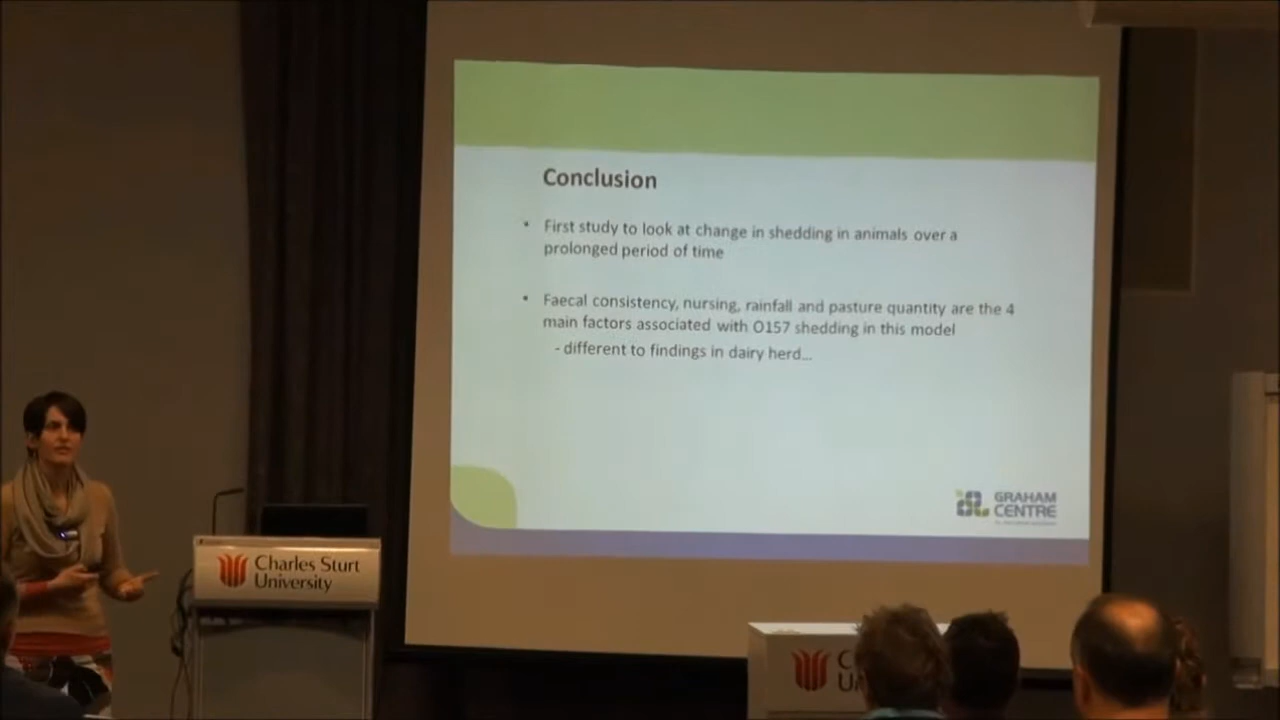 Conclusion
• First study to look at change in shedding in animals over a
prolonged period of time
• Faecal consistency, nursing, rainfall and pasture quantity are the 4
main factors associated with O157 shedding in this model
- different to findings in dairy herd...
GRAHAM
CENTRE
Charles Sturt
University
C
U